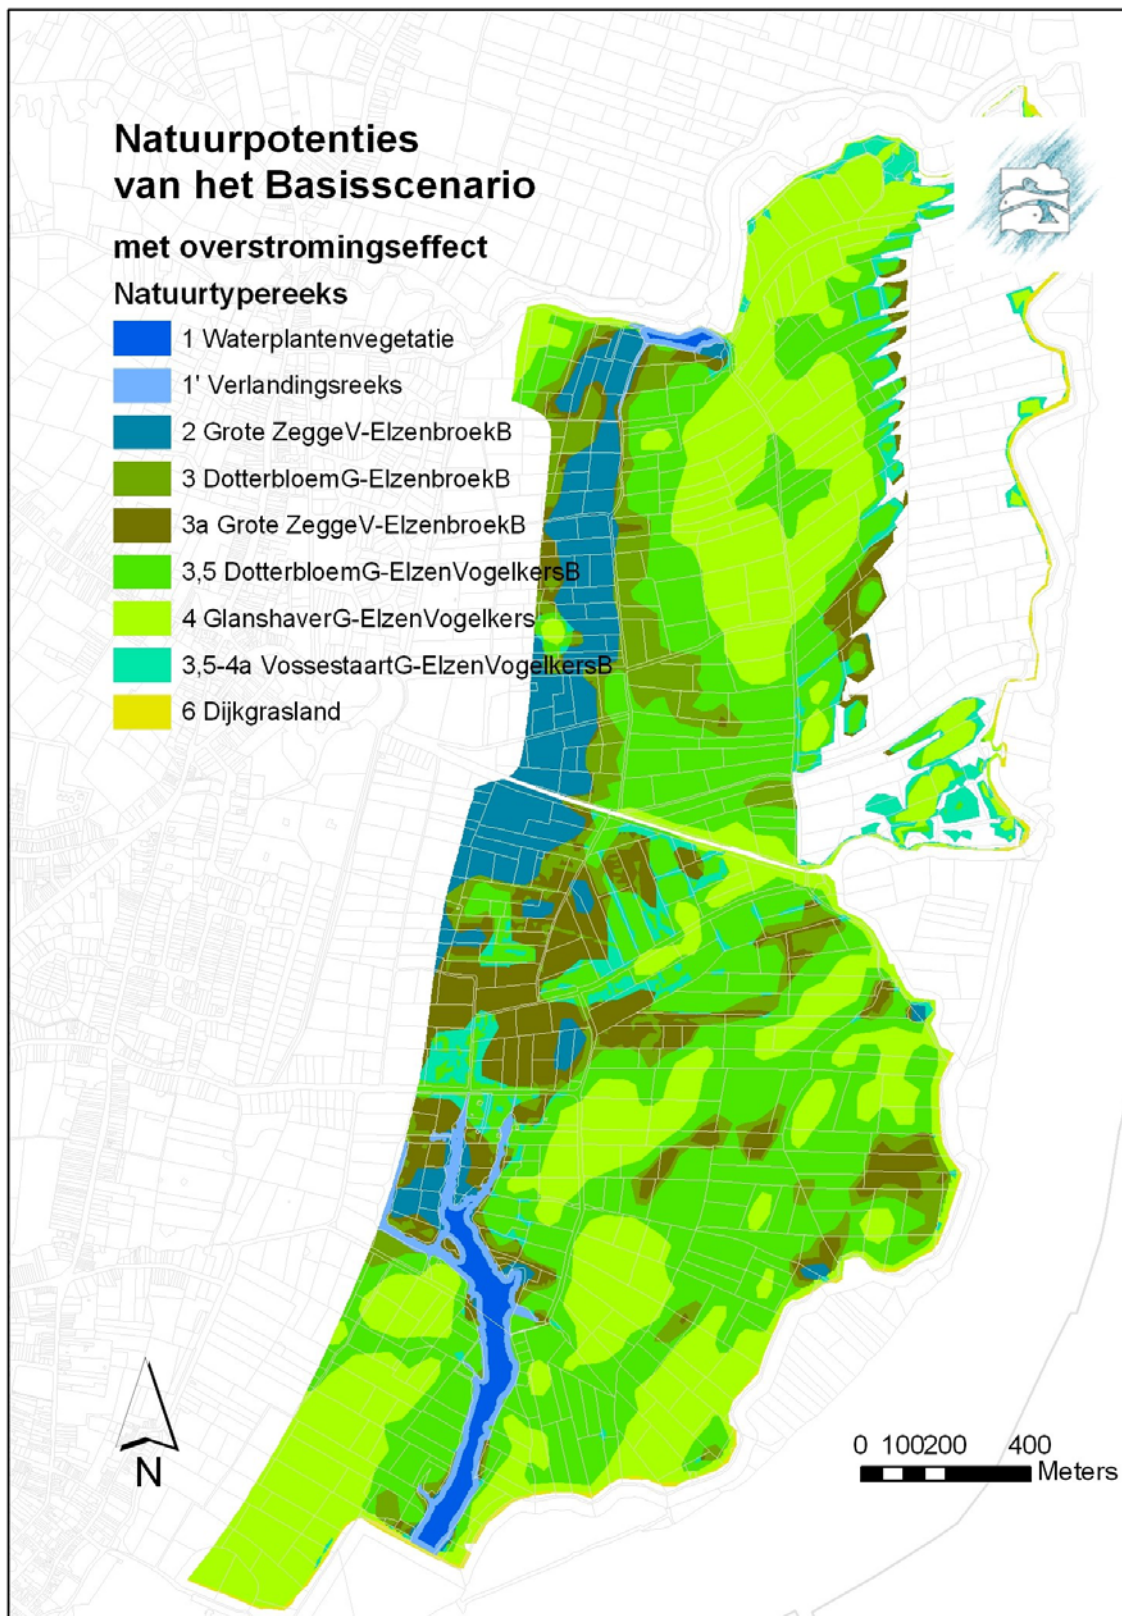 Natuurpotenties
van het Basisscenario
met overstromingseffect
Natuurtypereeks
1 Waterplantenvegetatie
1' Verlandingsreeks
2 Grote ZeggeV-ElzenbroekB
3 DotterbloemG-ElzenbroekB
3a Grote ZeggeV-ElzenbroekB
3,5 DotterbloemG-ElzenVogelkersB
4 GlanshaverG-ElzenVogelkers
3,5-4a VossestaartG-ElzenVogelkersB
6 Dijkgrasland
N
0 100200 400
Meters